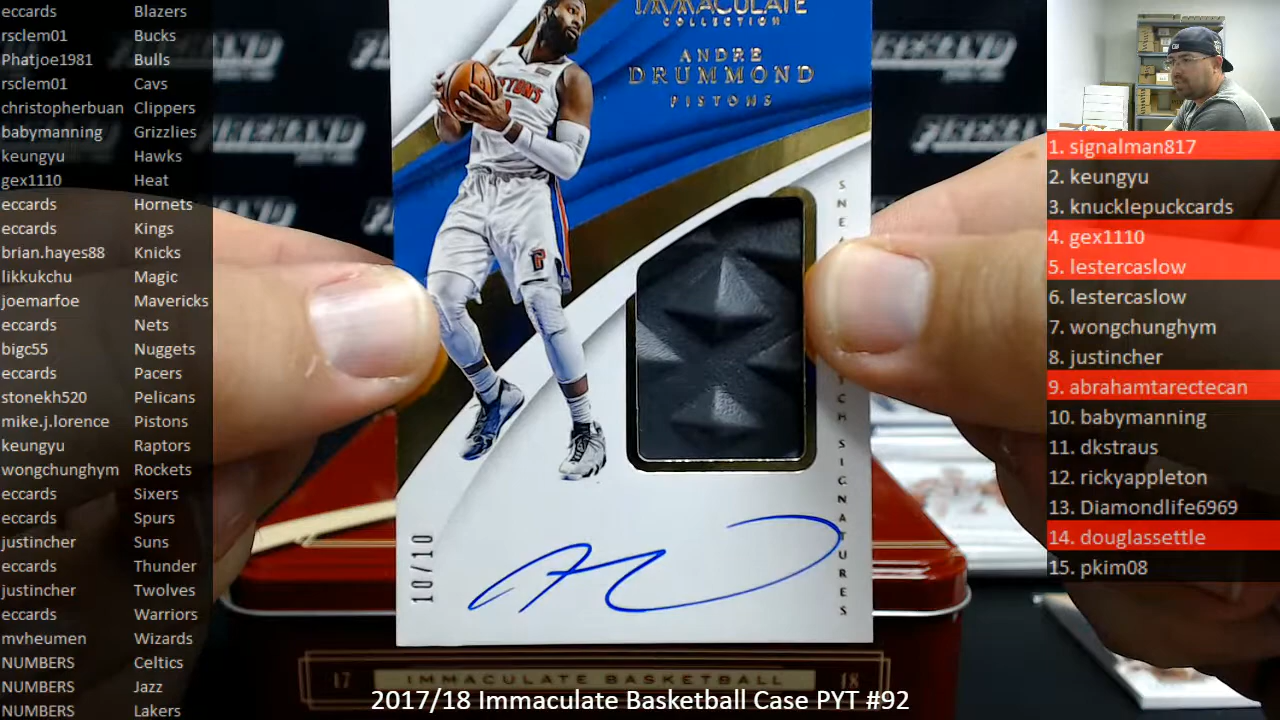 eccards Blazers
rsclem01 Bucks
Phatjoe1981 Bulls
rsclem01 Cavs
christopherbuan Clippers
babymanning Grizzlies
keungyu Hawks
gex1110 Heat
eccards Hornets
eccards Kings
brian.hayes88 Knicks
likkukchu Magic
joemarfoe Mavericks
eccards Nets
bigc55 Nuggets
eccards Pacers
stonekh520 Pelicans
mike.j.lorence Pistons
keungyu Raptors
wongchunghym Rockets
eccards Sixers
eccards Spurs
justincher Suns
eccards Thunder
justincher Twolves
eccards Warriors
mvheumen Wizards
NUMBERS Celtics
NUMBERS Jazz
NUMBERS Lakers
IMMACULATE
COLLECTION
ANDRE
DRUMMOND
PISTONS
SIGNATURES
10/10
17 IMMACULATE BASKETBALL 18
2017/18 Immaculate Basketball Case PYT #92
1. signalman817
2. keungyu
3. knucklepuckcards
4. gex1110
5. lestercaslow
6. lestercaslow
7. wongchunghym
8. justincher
9. abrahamtarectecan
10. babymanning
11. dkstraus
12. rickyappleton
13. Diamondlife6969
14. douglassettle
15. pkim08